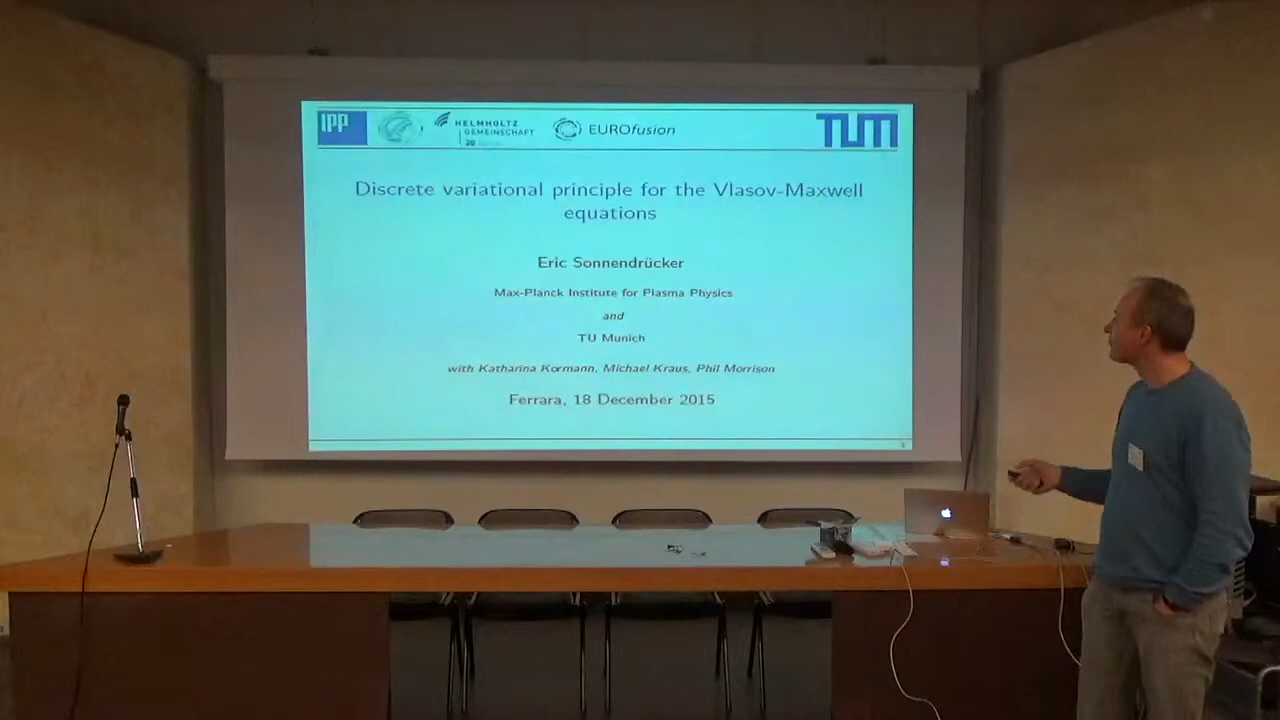 IPP
HELMHOLTZ
GEMEINSCHAFT
20
EUROfusion
TUM
Discrete variational principle for the Vlasov-Maxwell
equations
Eric Sonnendrücker
Max-Planck Institute for Plasma Physics
and
TU Munich
with Katharina Kormann, Michael Kraus, Phil Morrison
Ferrara, 18 December 2015